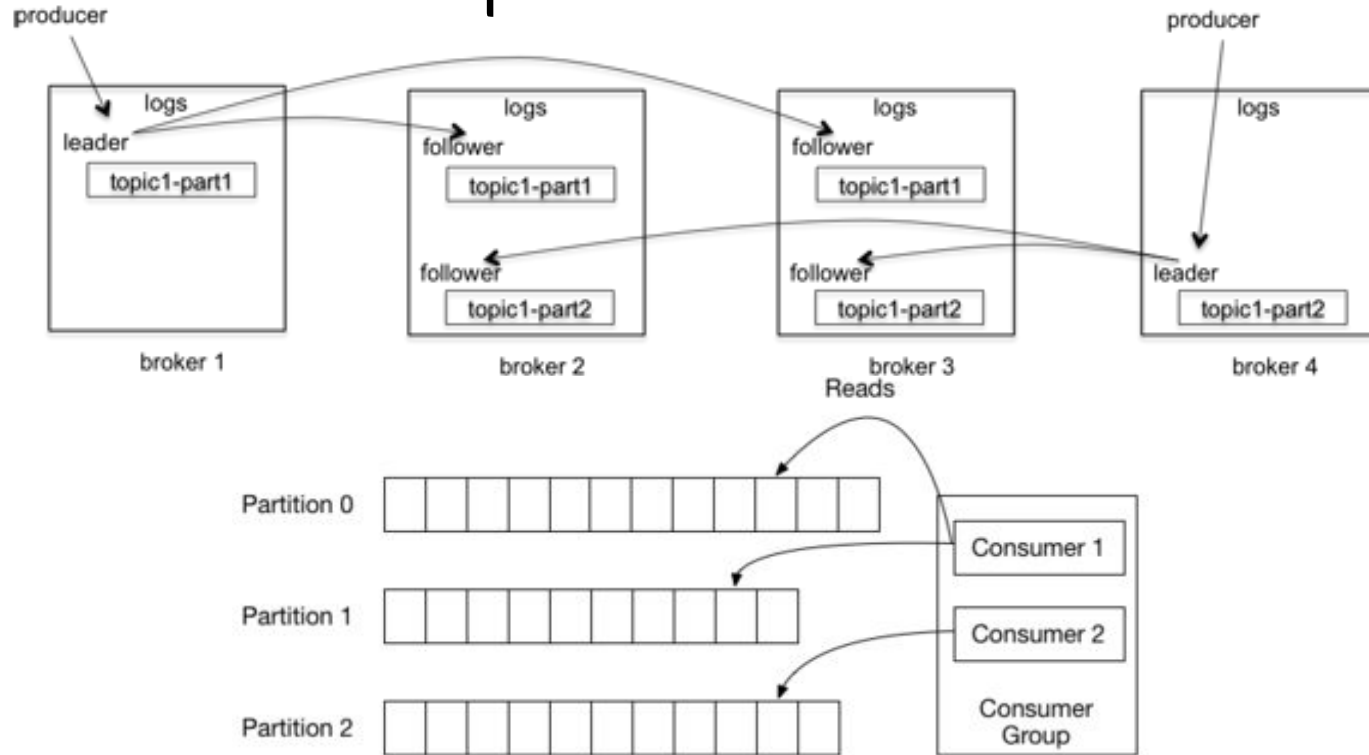 producer
producer
logs
logs
logs
logs
leader
follower
follower
topic1-part1
topic1-part1
topic1-part1
follower
follower
leader
topic1-part2
topic1-part2
topic1-part2
broker 1
broker 2
broker 3
broker 4
Reads
Partition 0
Consumer 1
Partition 1
Consumer 2
Partition 2
Consumer
Group